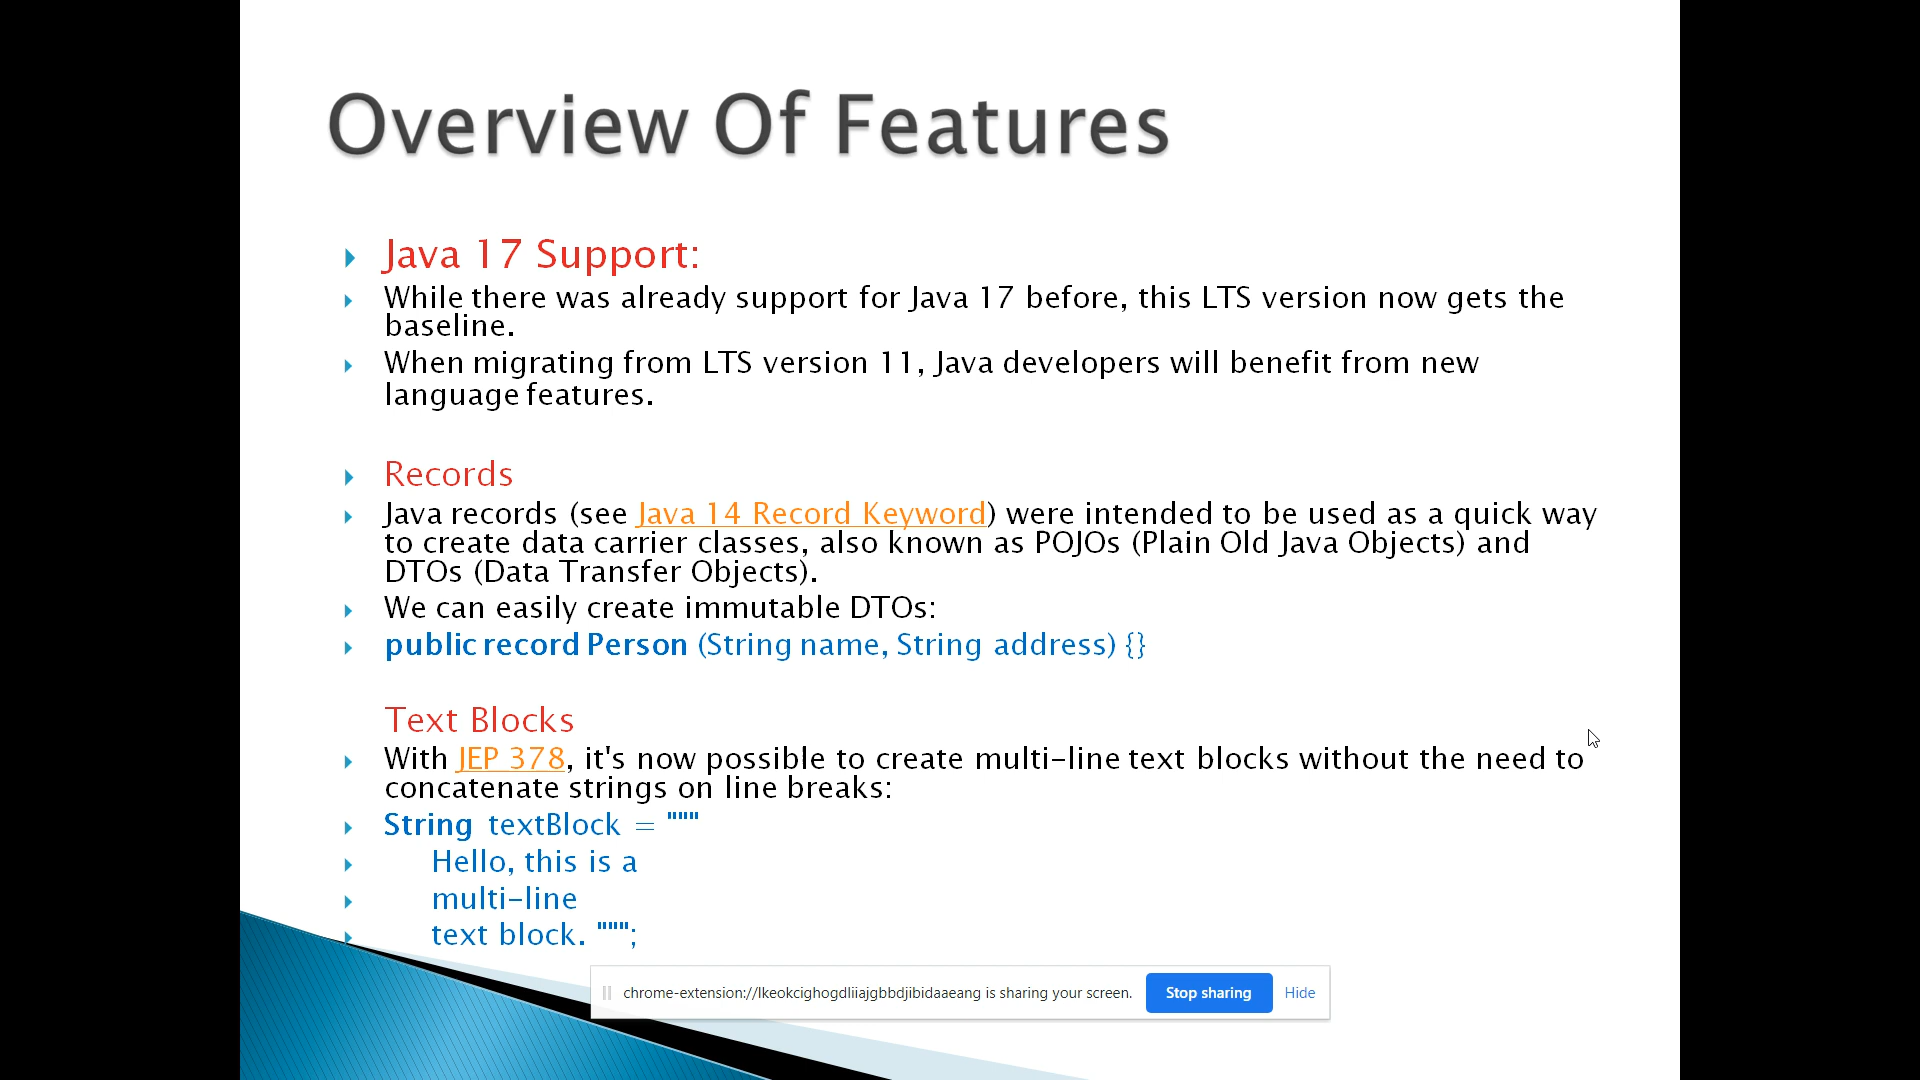 Overview Of Features
Java 17 Support:
While there was already support for Java 17 before, this LTS version now gets the
baseline.
When migrating from LTS version 11, Java developers will benefit from new
language features.
Records
Java records (see Java 14 Record Keyword) were intended to be used as a quick way
to create data carrier classes, also known as POJOs (Plain Old Java Objects) and
DTOs (Data Transfer Objects).
We can easily create immutable DTOs:
public record Person (String name, String address) {}
Text Blocks
With JEP 378, it's now possible to create multi-line text blocks without the need to
concatenate strings on line breaks:
String textBlock = """
Hello, this is a
multi-line
text block. """;
chrome-extension://lkeokcighogdliiajgbbdjibidaaeang is sharing your screen. Stop sharing Hide